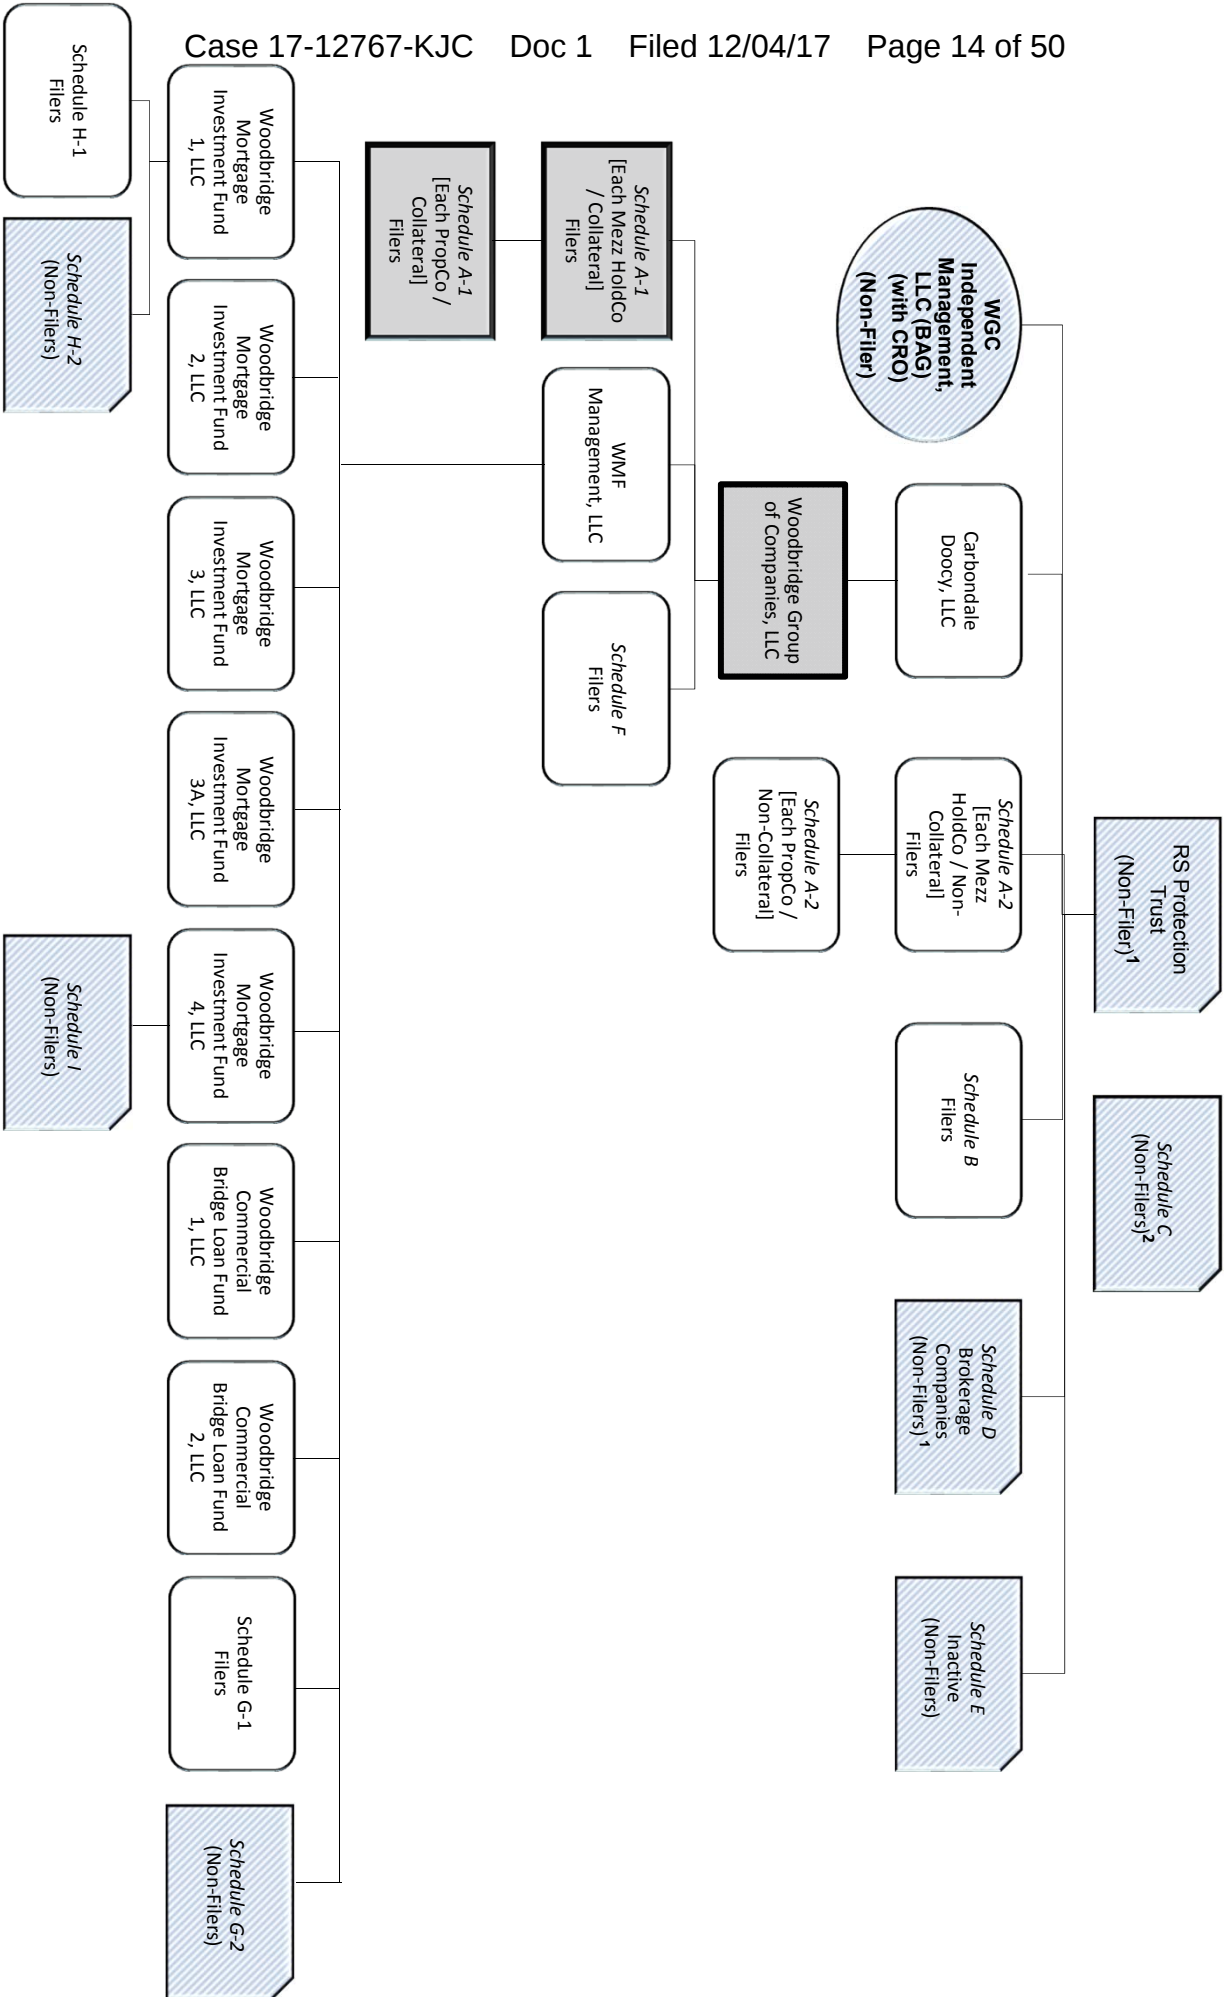 Case 17-12767-KJC Doc 1 Filed 12/04/17 Page 14 of 50
RS Protection
Trust
(Non-Filer)1
Schedule C
(Non-Filers)2
WGC
Independent
Management,
LLC (BAG)
(with CRO)
(Non-Filer)
Carbondale
Doocy, LLC
Schedule A-2
[Each Mezz
HoldCo / Non-
Collateral]
Filers
Schedule B
Filers
Schedule D
Brokerage
Companies
(Non-Filers)1
Schedule E
Inactive
(Non-Filers)
Woodbridge Group
of Companies, LLC
Schedule A-2
[Each PropCo /
Non-Collateral]
Filers
Schedule A-1
[Each Mezz HoldCo
/ Collateral]
Filers
WMF
Management, LLC
Schedule F
Filers
Schedule A-1
[Each PropCo /
Collateral]
Filers
Woodbridge
Mortgage
Investment Fund
1, LLC
Woodbridge
Mortgage
Investment Fund
2, LLC
Woodbridge
Mortgage
Investment Fund
3, LLC
Woodbridge
Mortgage
Investment Fund
3A, LLC
Woodbridge
Mortgage
Investment Fund
4, LLC
Woodbridge
Commercial
Bridge Loan Fund
1, LLC
Woodbridge
Commercial
Bridge Loan Fund
2, LLC
Schedule G-1
Filers
Schedule G-2
(Non-Filers)
Schedule H-1
Filers
Schedule H-2
(Non-Filers)
Schedule I
(Non-Filers)